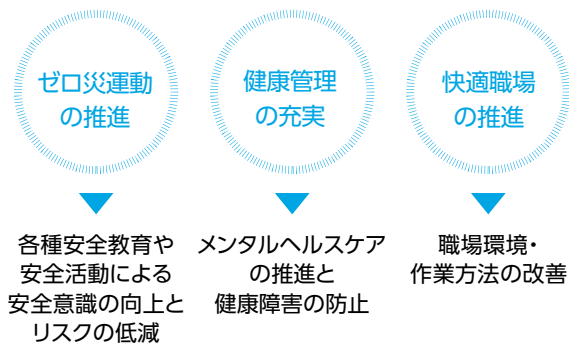 ゼロ災運動
の推進
健康管理
の充実
快適職場
の推進
各種安全教育や
安全活動による
安全意識の向上と
リスクの低減
メンタルヘルスケア
の推進と
健康障害の防止
職場環境・
作業方法の改善